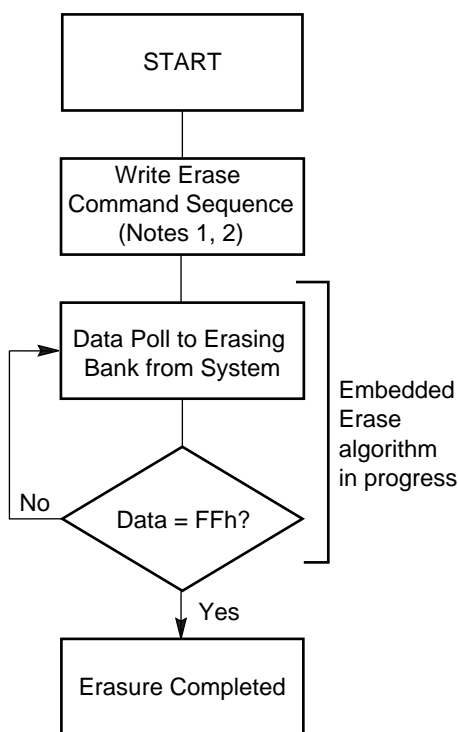 START
Write Erase
Command Sequence
(Notes 1, 2)
Data Poll to Erasing
Bank from System
Embedded
Erase
algorithm
in progress
No
Data = FFh?
Yes
Erasure Completed